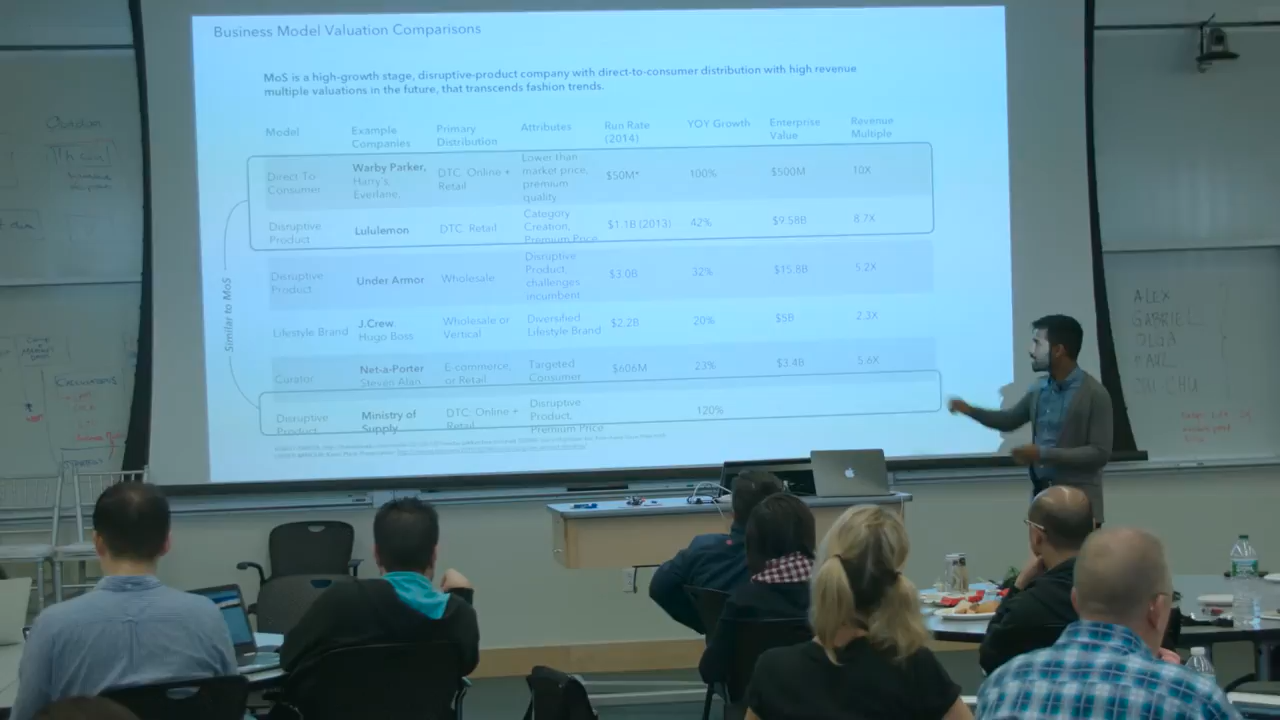 Business Model Valuation Comparisons
MoS is a high-growth stage, disruptive-product company with direct-to-consumer distribution with high revenue
multiple valuations in the future, that transcends fashion trends.
Model Example Companies Primary Distribution Attributes Run Rate (2014) YOY Growth Enterprise Value Revenue Multiple
Direct To Consumer Warby Parker, Harry's Everlane, DTC Online + Retail Lower than market price, premium quality $50M* 100% $500M 10X
Disruptive Product Lululemon DTC Retail Category Creation, Premium Price $1.1B (2013) 42% $9.58B 8.7X
Disruptive Product Under Armor Wholesale Disruptive Product, challenges incumbent $3.0B 32% $15.8B 5.2X
Lifestyle Brand J.Crew Hugo Boss Wholesale or Vertical Diversified Lifestyle Brand $2.2B 20% $5B 2.3X
Curator Net-a-Porter Steven Alan E-commerce, or Retail Targeted Consumer $606M 23% $3.4B 5.6X
Disruptive Product Ministry of Supply DTC, Online + Retail Disruptive Product, Premium Price 120%
Similar to MoS
ALEX
GABRIEL
OLGA